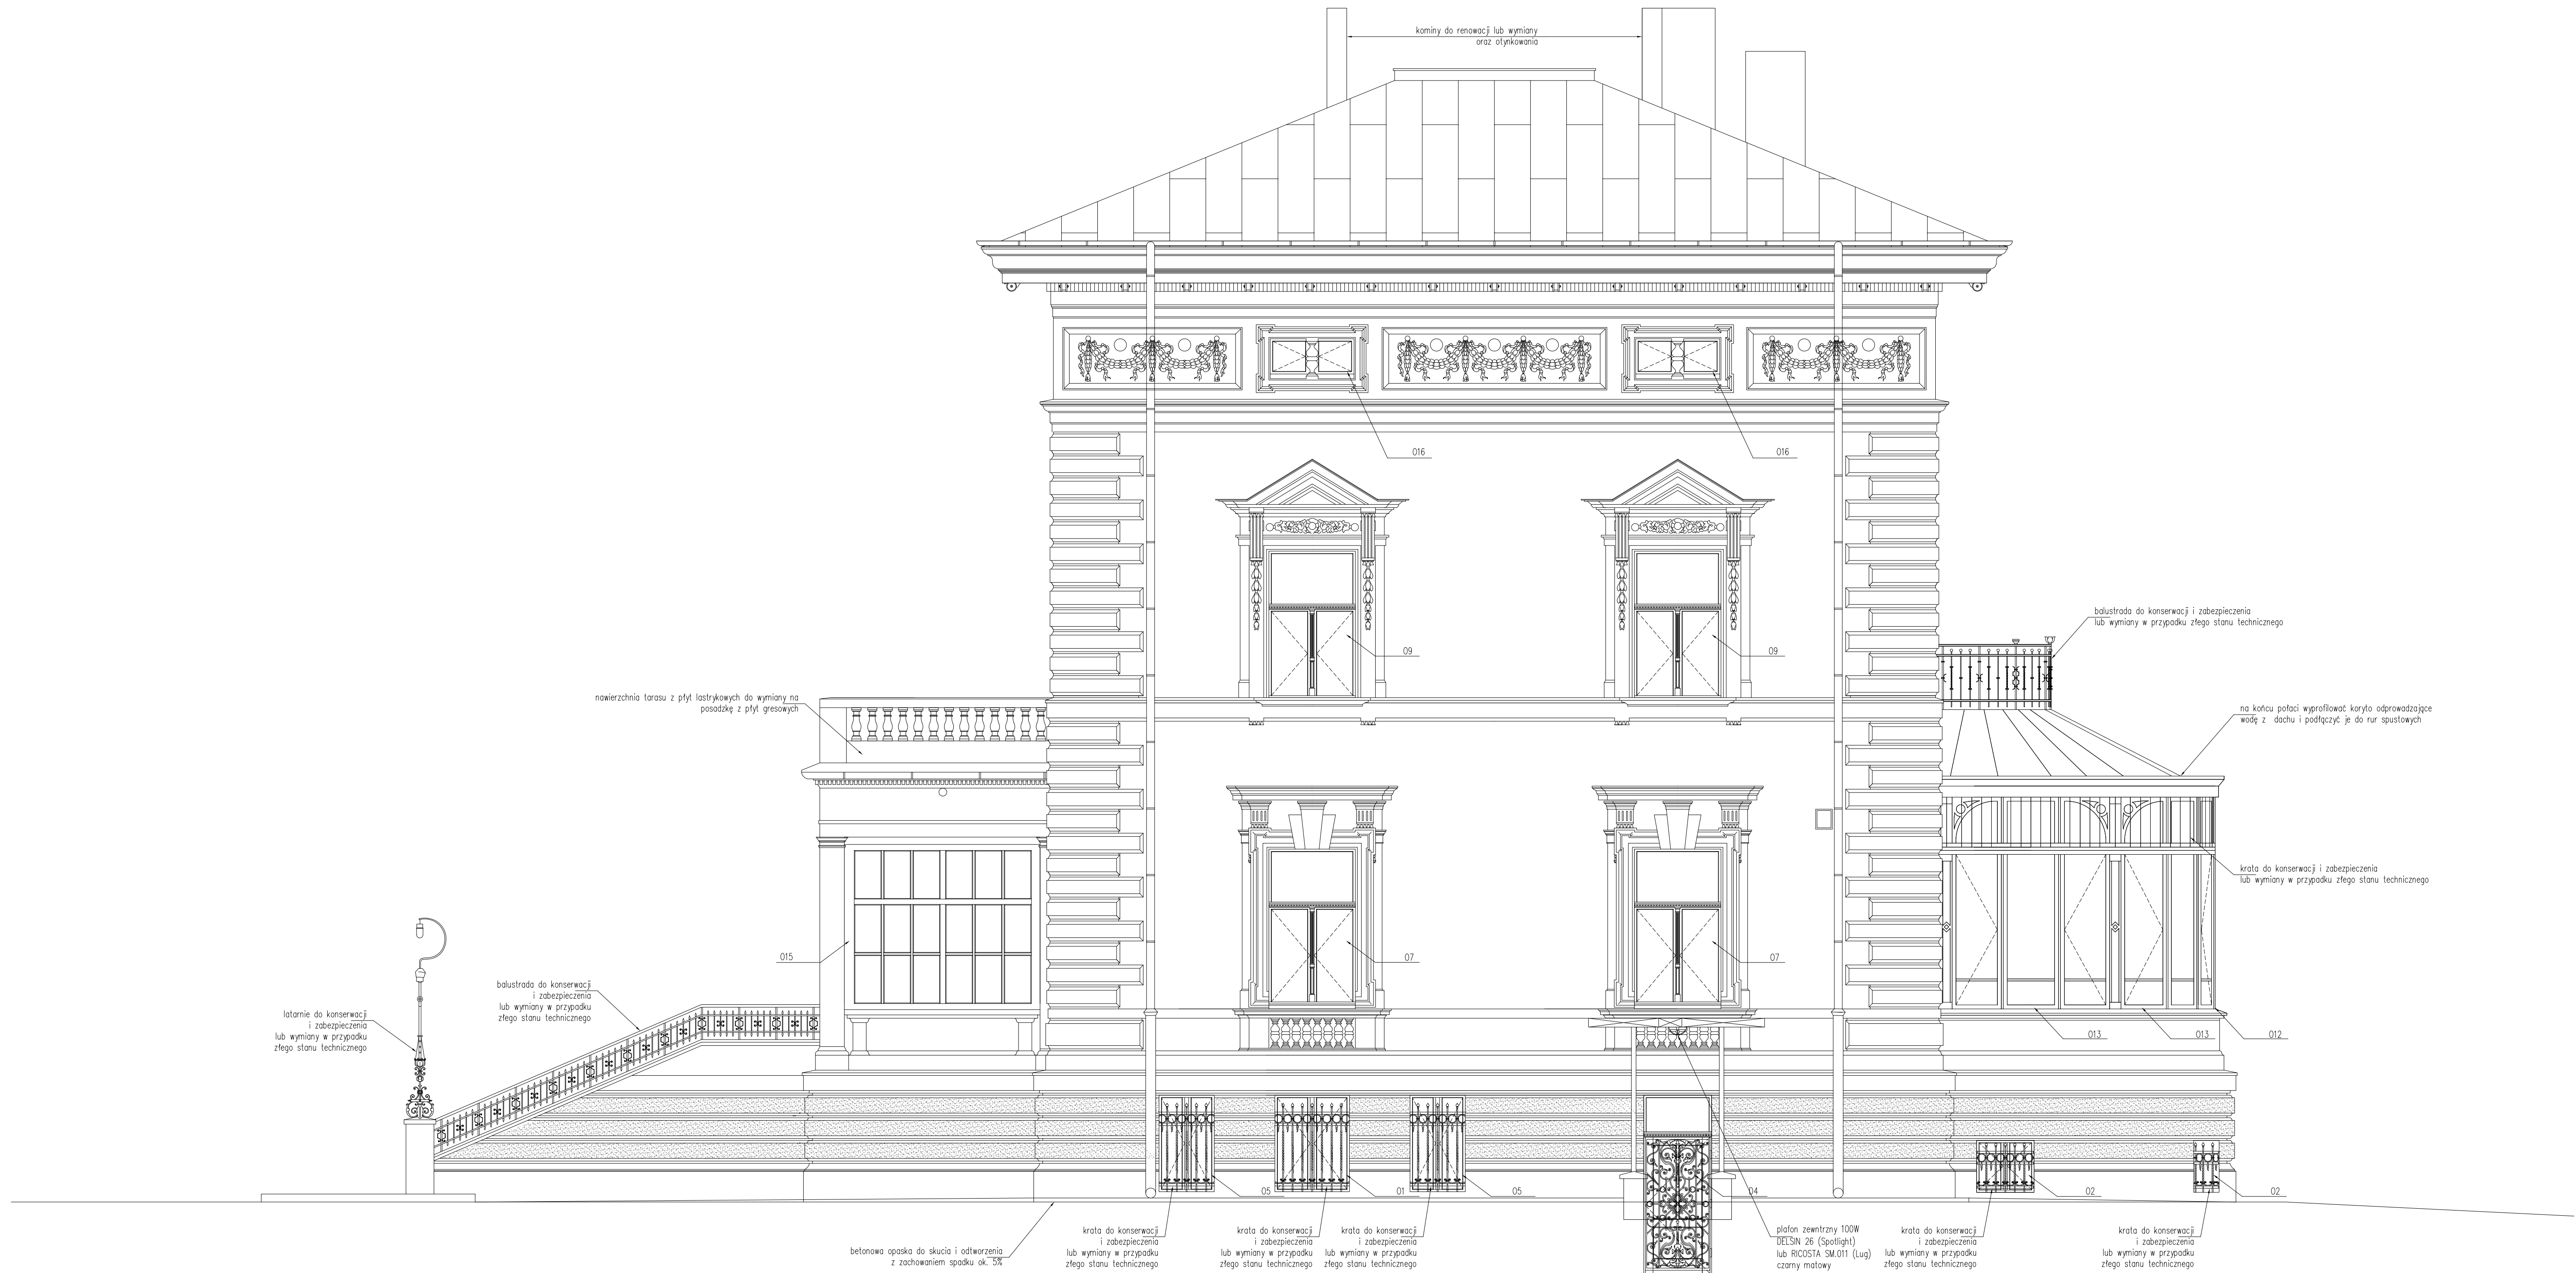 kominy do renowacji lub wymiany
oraz otynkowania
016
016
09
09
balustrada do konserwacji i zabezpieczenia
lub wymiany w przypadku złego stanu technicznego
nawierzchnia tarasu z płyt lastrykowych do wymiany na
posadzkę z płyt gresowych
na końcu połaci wyprofilować koryto odprowadzające
wodę z dachu i podłączyć je do rur spustowych
krata do konserwacji i zabezpieczenia
lub wymiany w przypadku złego stanu technicznego
015
07
07
balustrada do konserwacji
i zabezpieczenia
lub wymiany w przypadku
złego stanu technicznego
latarnie do konserwacji
i zabezpieczenia
lub wymiany w przypadku
złego stanu technicznego
013
013
012
05
01
05
04
02
02
betonowa opaska do skucia i odtworzenia
z zachowaniem spadku ok. 5%
krata do konserwacji
i zabezpieczenia
lub wymiany w przypadku
złego stanu technicznego
krata do konserwacji
i zabezpieczenia
lub wymiany w przypadku
złego stanu technicznego
krata do konserwacji
i zabezpieczenia
lub wymiany w przypadku
złego stanu technicznego
plafon zewntrzny 100W
DELSIN 26 (Spotlight)
lub RICOSTA SM.011 (Lug)
czarny matowy
krata do konserwacji
i zabezpieczenia
lub wymiany w przypadku
złego stanu technicznego
krata do konserwacji
i zabezpieczenia
lub wymiany w przypadku
złego stanu technicznego